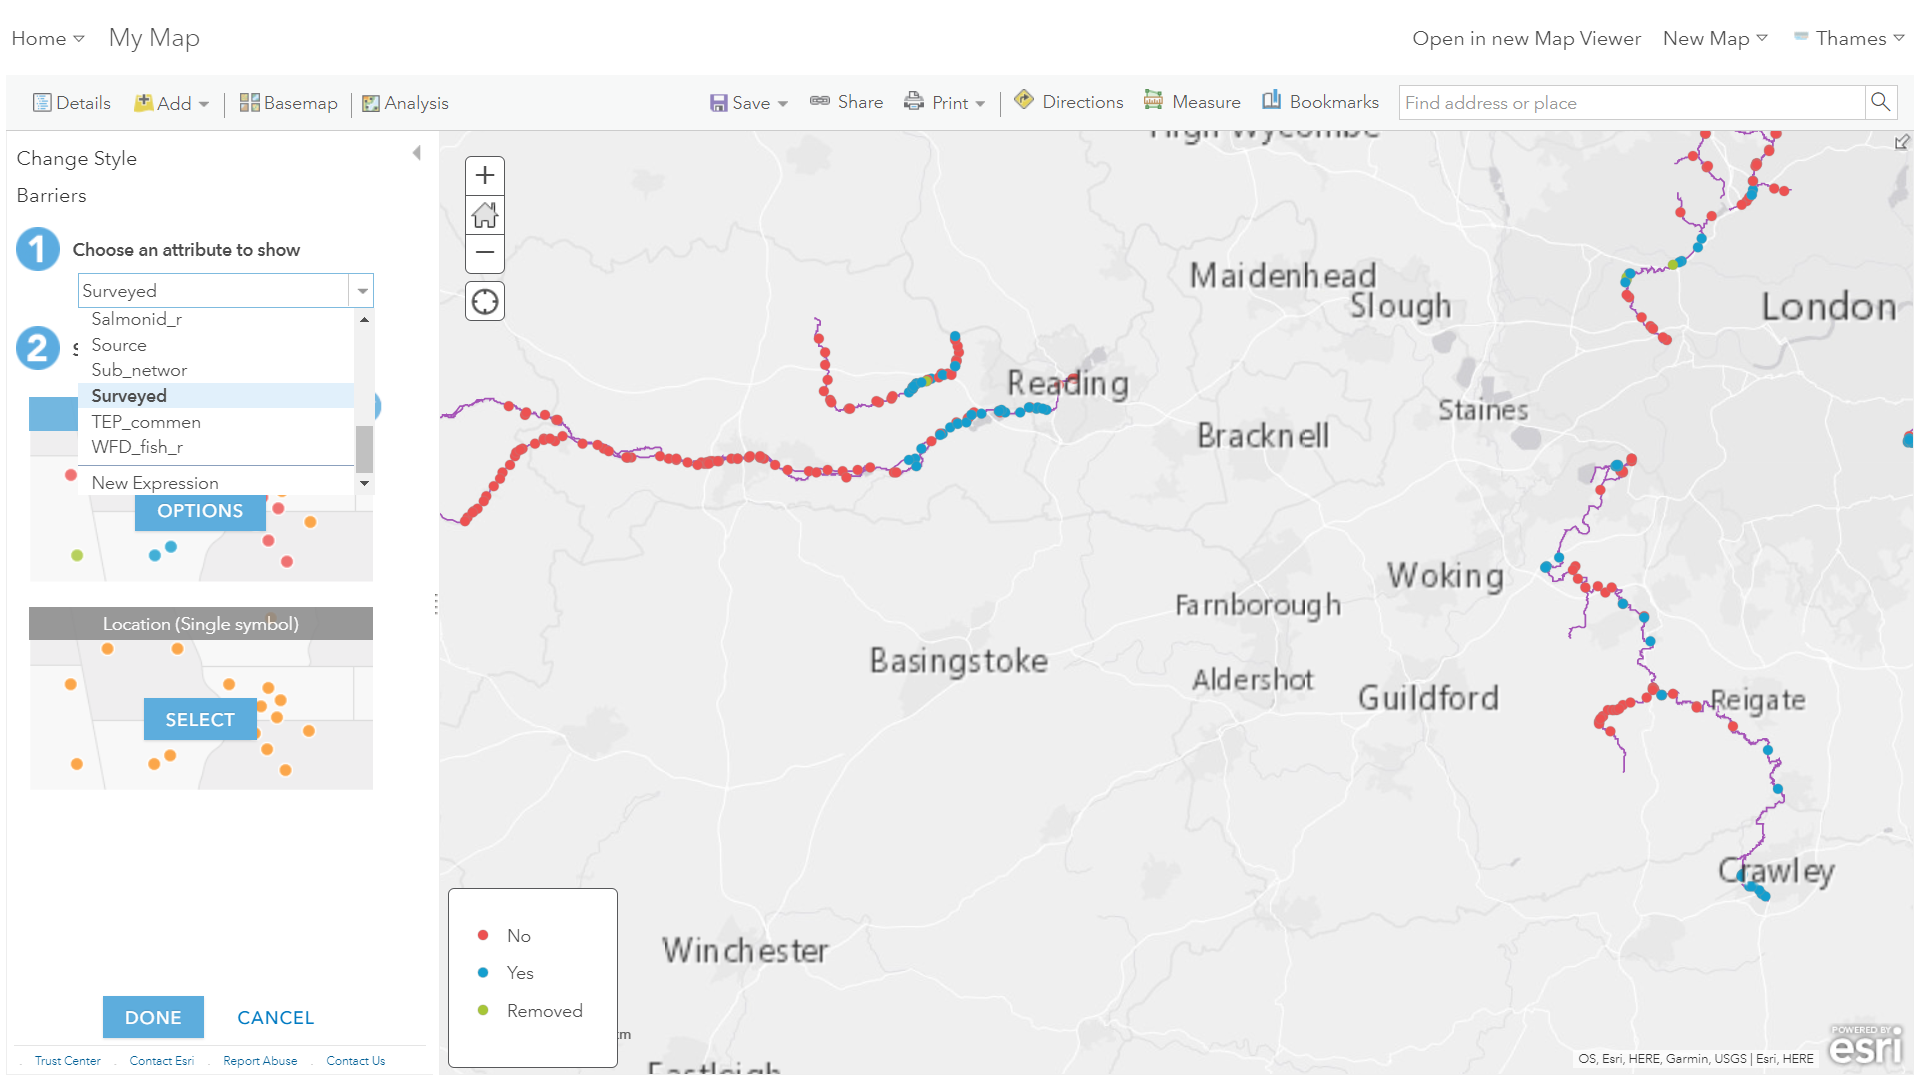 Home My Map Open in new Map Viewer New Map Thames
Details Add Basemap Analysis Save Share Print Directions Measure Bookmarks Find address or place
Change Style
Barriers
1 Choose an attribute to show
Surveyed
2 S
Salmonid_r
Source
Sub_networ
Surveyed
TEP_commen
WFD_fish_r
New Expression
OPTIONS
Location (Single symbol)
SELECT
DONE CANCEL
Trust Center Contact Esri Report Abuse Contact Us
High Wycombe
Maidenhead
Slough
London
Reading
Staines
Bracknell
Woking
Farnborough
Basingstoke
Aldershot
Guildford
Reigate
Crawley
Winchester
Eastleigh
No
Yes
Removed
km
OS, Esri, HERE, Garmin, USGS | Esri, HERE
POWERED BY
esri